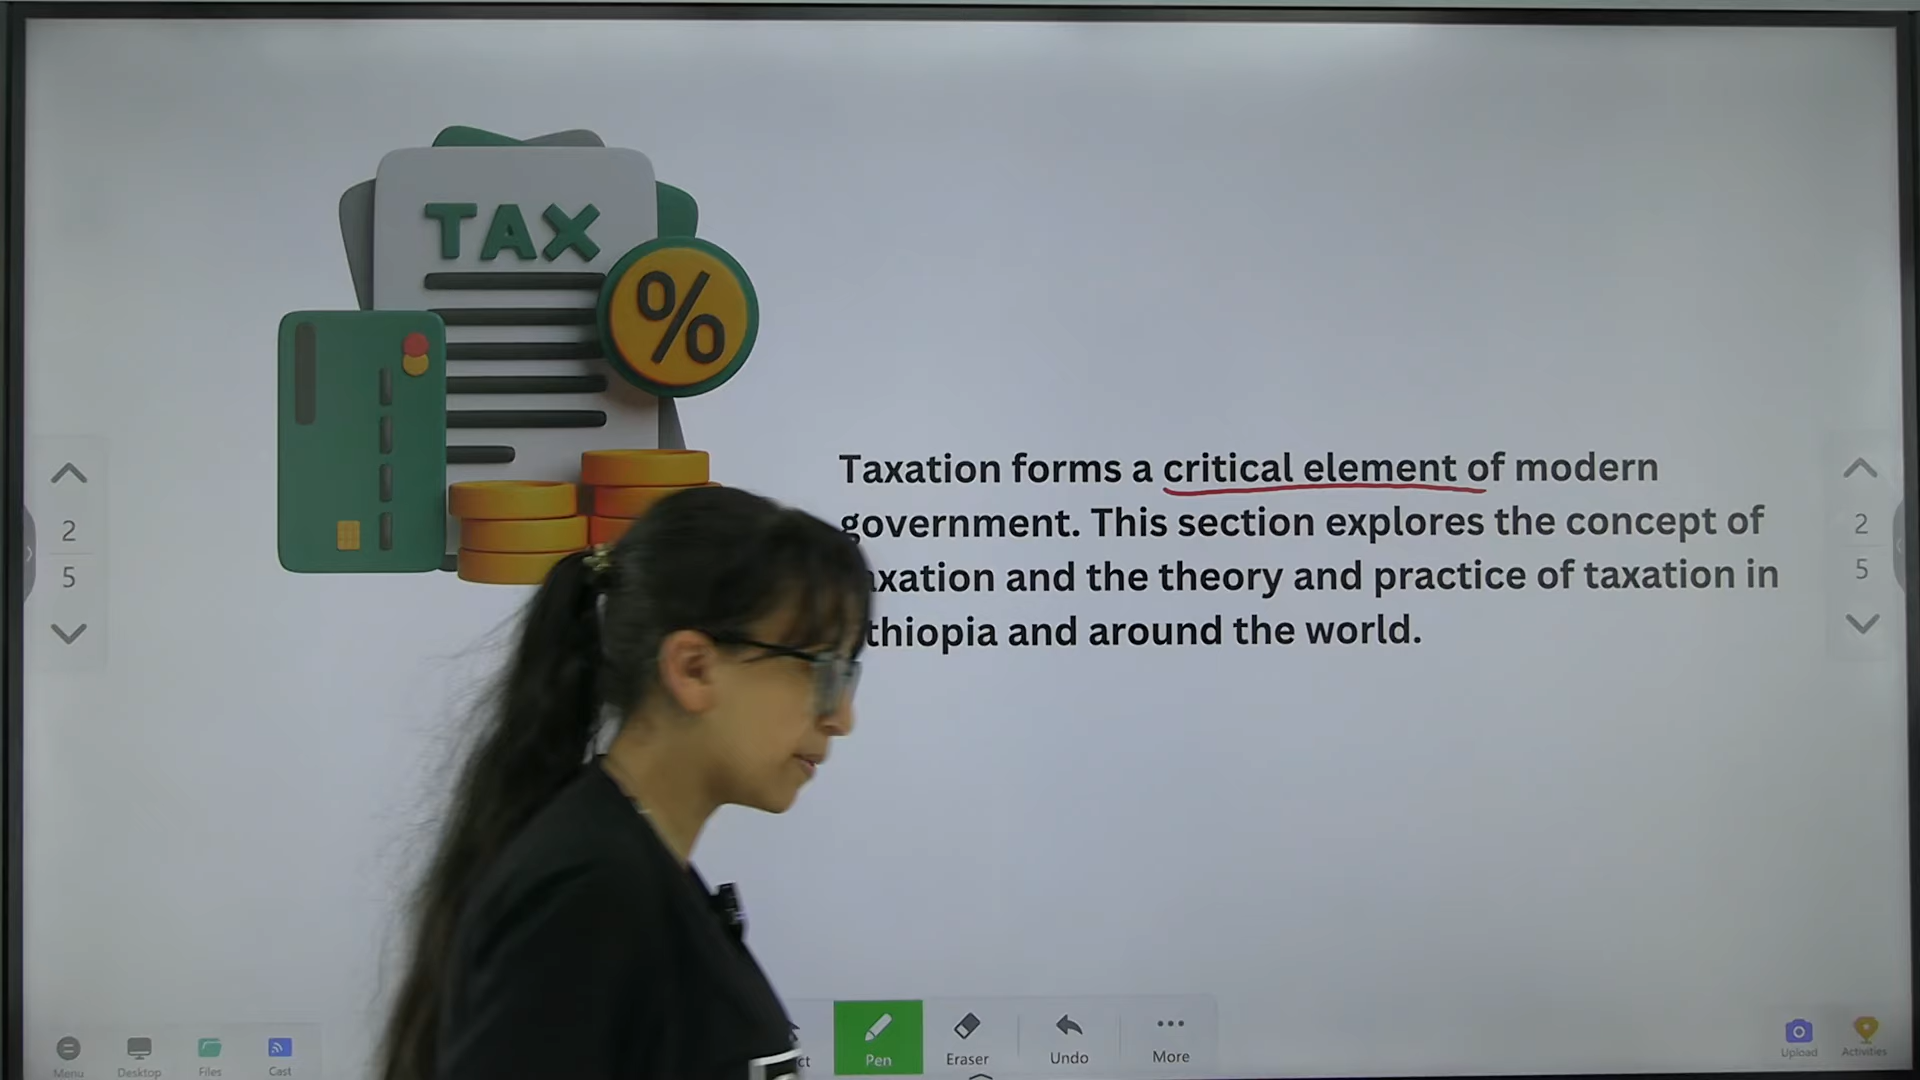 TAX
%
Taxation forms a critical element of modern
government. This section explores the concept of
and the theory and practice of taxation in
and around the world.
2
5
2
5
Menu
Desktop
Files
Cast
Pen
Eraser
Undo
More
Upload
Activities